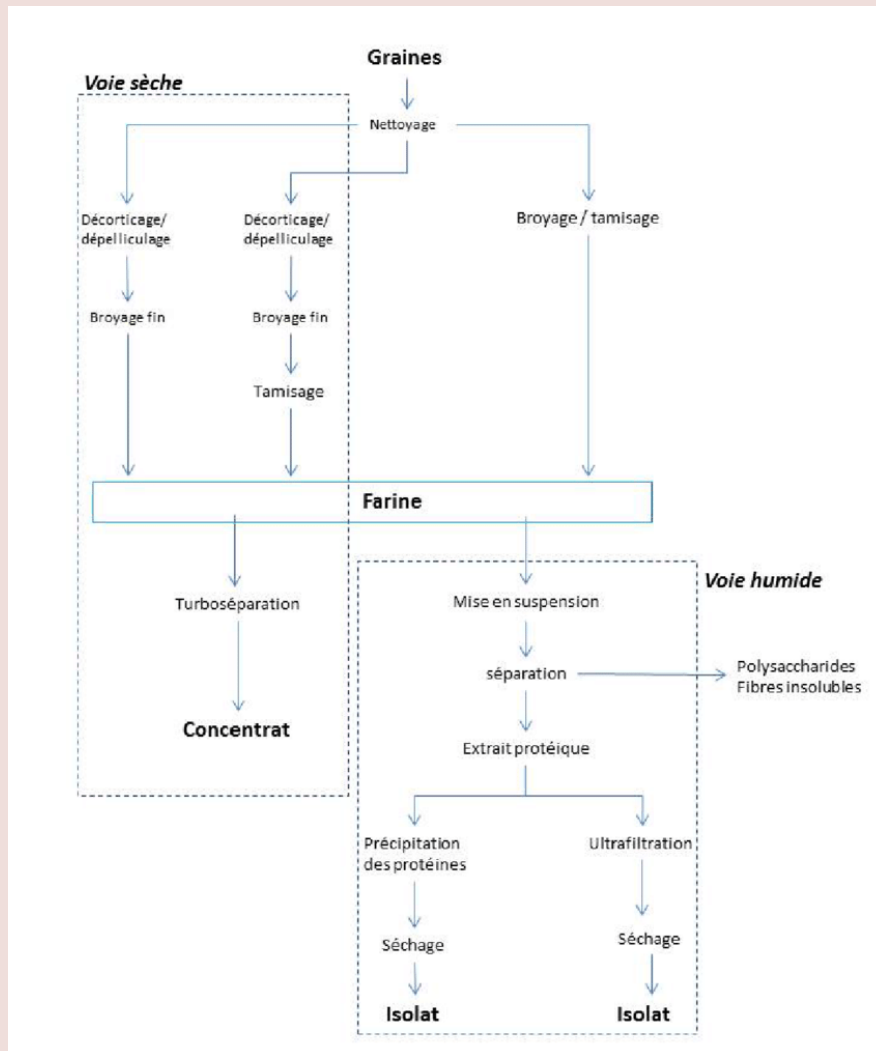 Graines
Voie sèche
Nettoyage
Décorticage/
dépelliculage
Décorticage/
dépelliculage
Broyage / tamisage
Broyage fin
Broyage fin
Tamisage
Farine
Voie humide
Turboséparation
Mise en suspension
séparation
Polysaccharides
Fibres insolubles
Concentrat
Extrait protéique
Précipitation
des protéines
Ultrafiltration
Séchage
Séchage
Isolat
Isolat